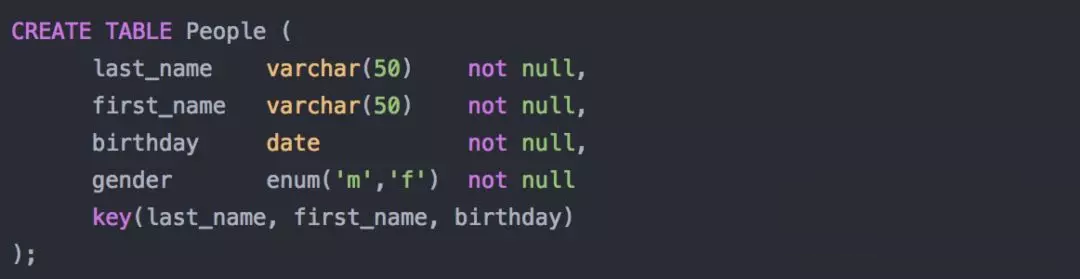 CREATE TABLE People (
last_name varchar(50) not null,
first_name varchar(50) not null,
birthday date not null,
gender enum('m','f') not null
key(last_name, first_name, birthday)
);